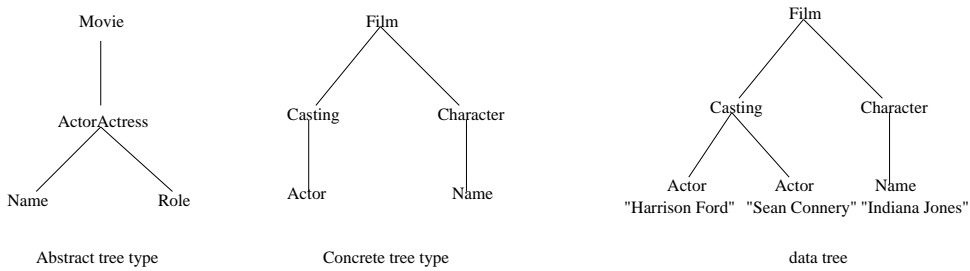 Movie
ActorActress
Name Role
Abstract tree type
Film
Casting Character
Actor Name
Concrete tree type
Film
Casting Character
Actor Actor Name
"Harrison Ford" "Sean Connery" "Indiana Jones"
data tree